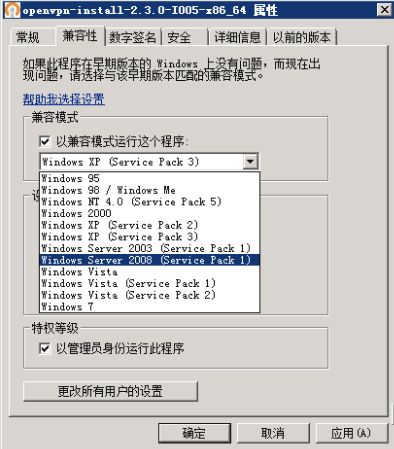 openvpn-install-2.3.0-I005-x86_64 属性
常规 兼容性 数字签名 安全 详细信息 以前的版本
如果此程序在早期版本的 Windows 上没有问题，而现在出
现问题，请选择与该早期版本匹配的兼容模式。
帮助我选择设置
兼容模式
以兼容模式运行这个程序:
Windows XP (Service Pack 3)
Windows 95
Windows 98 / Windows Me
Windows NT 4.0 (Service Pack 5)
Windows 2000
Windows XP (Service Pack 2)
Windows XP (Service Pack 3)
Windows Server 2003 (Service Pack 1)
Windows Server 2008 (Service Pack 1)
Windows Vista
Windows Vista (Service Pack 1)
Windows Vista (Service Pack 2)
Windows 7
特权等级
以管理员身份运行此程序
更改所有用户的设置
确定 取消 应用(A)